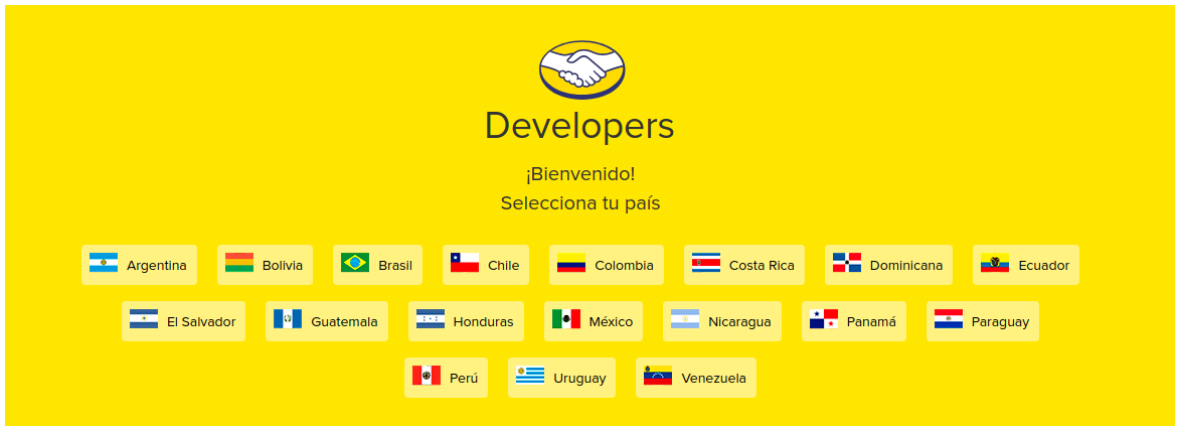 Developers
¡Bienvenido!
Selecciona tu país
Argentina Bolivia Brasil Chile Colombia Costa Rica Dominicana Ecuador
El Salvador Guatemala Honduras México Nicaragua Panamá Paraguay
Perú Uruguay Venezuela